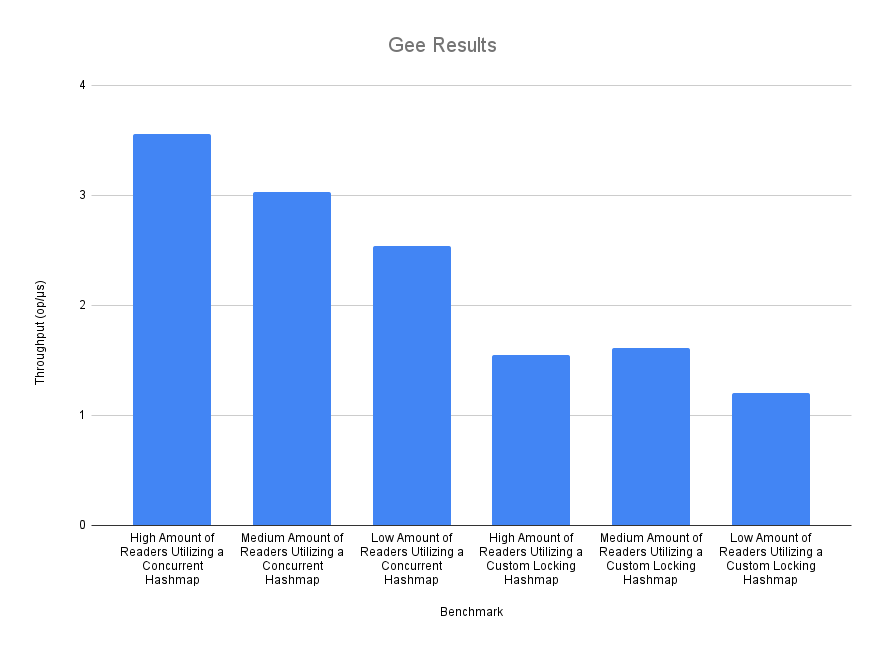 Gee Results
4
3
2
1
0
Throughput (op/µs)
High Amount of
Readers Utilizing a
Concurrent
Hashmap
Medium Amount of
Readers Utilizing a
Concurrent
Hashmap
Low Amount of
Readers Utilizing a
Concurrent
Hashmap
High Amount of
Readers Utilizing a
Custom Locking
Hashmap
Medium Amount of
Readers Utilizing a
Custom Locking
Hashmap
Low Amount of
Readers Utilizing a
Custom Locking
Hashmap
Benchmark